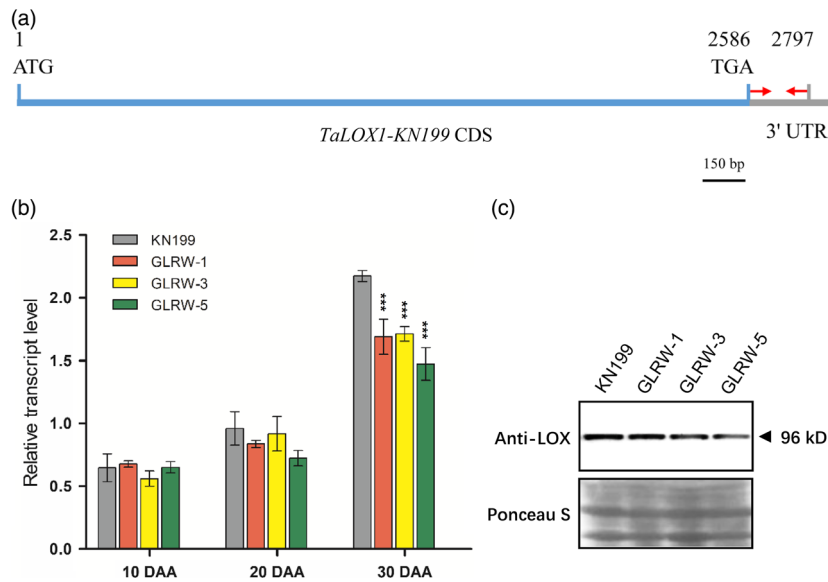 (a)
1 2586 2797
ATG TGA
TaLOX1-KN199 CDS 3' UTR
150 bp
(b)
Relative transcript level
2.5
2.0
1.5
1.0
0.5
0.0
KN199
GLRW-1
GLRW-3
GLRW-5
*** *** ***
10 DAA 20 DAA 30 DAA
(c)
KN199 GLRW-1 GLRW-3 GLRW-5
Anti-LOX 96 kD
Ponceau S